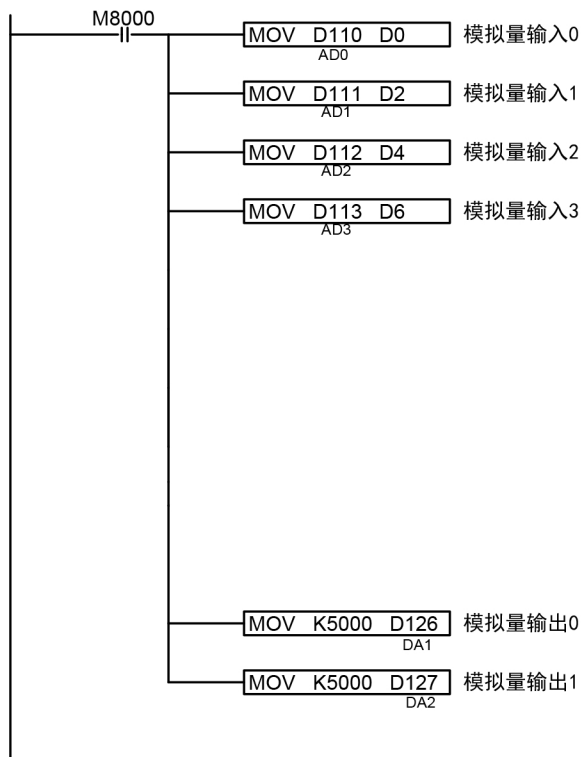 M8000
MOV D110 D0 模拟量输入0
AD0
MOV D111 D2 模拟量输入1
AD1
MOV D112 D4 模拟量输入2
AD2
MOV D113 D6 模拟量输入3
AD3
MOV K5000 D126 模拟量输出0
DA1
MOV K5000 D127 模拟量输出1
DA2